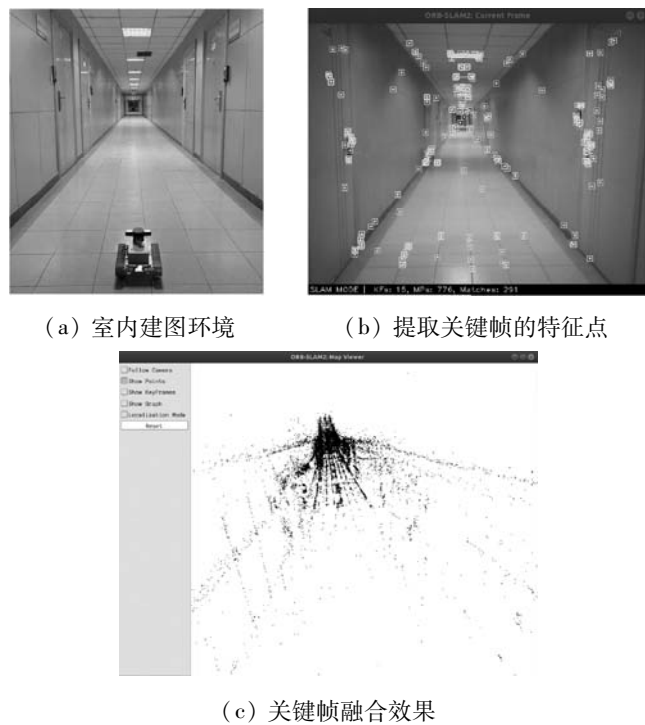 ORB-SLAM2: Current Frame
SLAM MODE | KFs: 15, MPs: 776, Matches: 291
（a）室内建图环境
（b）提取关键帧的特征点
ORB-SLAM2: Map Viewer
Follow Camera
Show Points
Show KeyFrames
Show Graph
Localization Mode
Reset
（c）关键帧融合效果